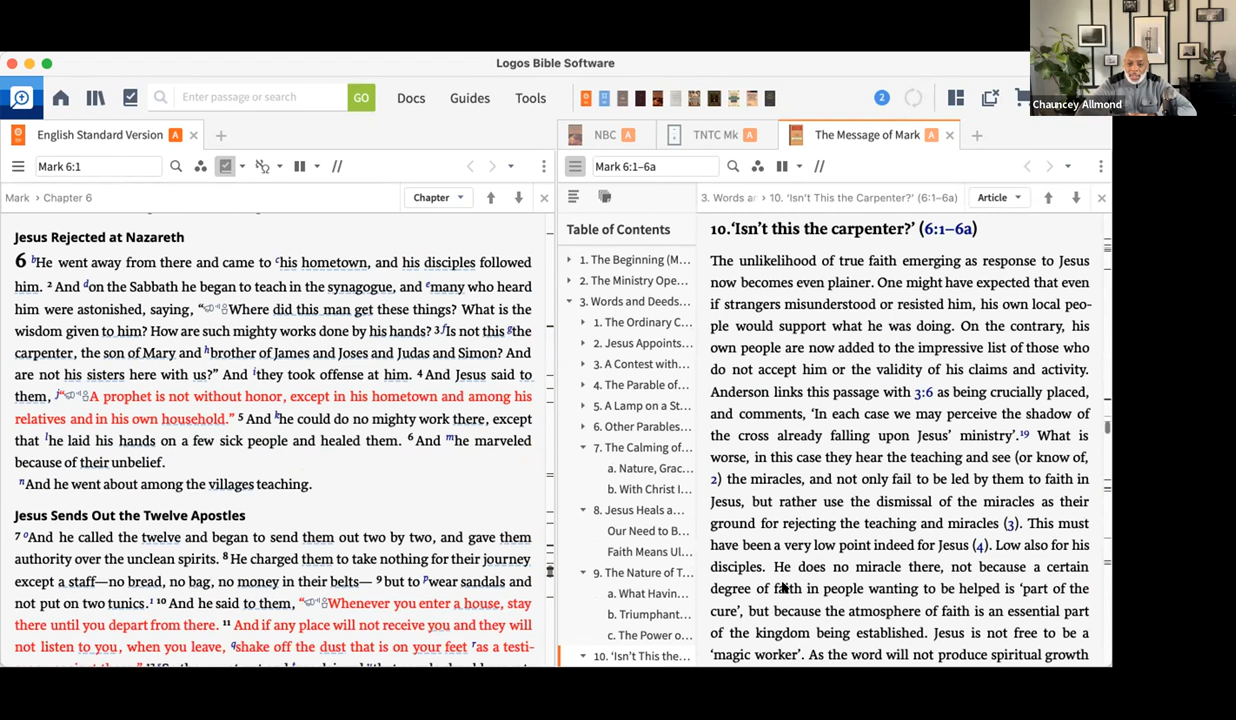 Chauncey Allmond
Logos Bible Software
Enter passage or search
GO
Docs
Guides
Tools
2
English Standard Version A
NBC A
TNTC Mk A
The Message of Mark A
Mark 6:1
Mark 6:1–6a
Mark > Chapter 6
Chapter
3. Words ar > 10. ‘Isn’t This the Carpenter?’ (6:1–6a)
Article
Jesus Rejected at Nazareth
6 bHe went away from there and came to chis hometown, and his disciples followed
him. 2 And don the Sabbath he began to teach in the synagogue, and emany who heard
him were astonished, saying, “Where did this man get these things? What is the
wisdom given to him? How are such mighty works done by his hands? 3 fIs not this gthe
carpenter, the son of Mary and hbrother of James and Joses and Judas and Simon? And
are not his sisters here with us?” And ithey took offense at him. 4 And Jesus said to
them, j“A prophet is not without honor, except in his hometown and among his
relatives and in his own household.” 5 And khe could do no mighty work there, except
that lhe laid his hands on a few sick people and healed them. 6 And mhe marveled
because of their unbelief.
nAnd he went about among the villages teaching.
Jesus Sends Out the Twelve Apostles
7 oAnd he called the twelve and began to send them out two by two, and gave them
authority over the unclean spirits. 8 He charged them to take nothing for their journey
except a staff—no bread, no bag, no money in their belts— 9 but to pwear sandals and
not put on two tunics.1 10 And he said to them, “Whenever you enter a house, stay
there until you depart from there. 11 And if any place will not receive you and they will
not listen to you, when you leave, qshake off the dust that is on your feet ras a testi-
Table of Contents
1. The Beginning (M...
2. The Ministry Ope...
3. Words and Deeds...
1. The Ordinary C...
2. Jesus Appoints...
3. A Contest with...
4. The Parable of...
5. A Lamp on a St...
6. Other Parables...
7. The Calming of...
a. Nature, Grac...
b. With Christ I...
8. Jesus Heals a...
Our Need to B...
Faith Means Ul...
9. The Nature of T...
a. What Havin...
b. Triumphant...
c. The Power o...
10. ‘Isn’t This the...
10.‘Isn’t this the carpenter?’ (6:1–6a)
The unlikelihood of true faith emerging as response to Jesus
now becomes even plainer. One might have expected that even
if strangers misunderstood or resisted him, his own local peo-
ple would support what he was doing. On the contrary, his
own people are now added to the impressive list of those who
do not accept him or the validity of his claims and activity.
Anderson links this passage with 3:6 as being crucially placed,
and comments, ‘In each case we may perceive the shadow of
the cross already falling upon Jesus’ ministry’.19 What is
worse, in this case they hear the teaching and see (or know of,
2) the miracles, and not only fail to be led by them to faith in
Jesus, but rather use the dismissal of the miracles as their
ground for rejecting the teaching and miracles (3). This must
have been a very low point indeed for Jesus (4). Low also for his
disciples. He does no miracle there, not because a certain
degree of faith in people wanting to be helped is ‘part of the
cure’, but because the atmosphere of faith is an essential part
of the kingdom being established. Jesus is not free to be a
‘magic worker’. As the word will not produce spiritual growth